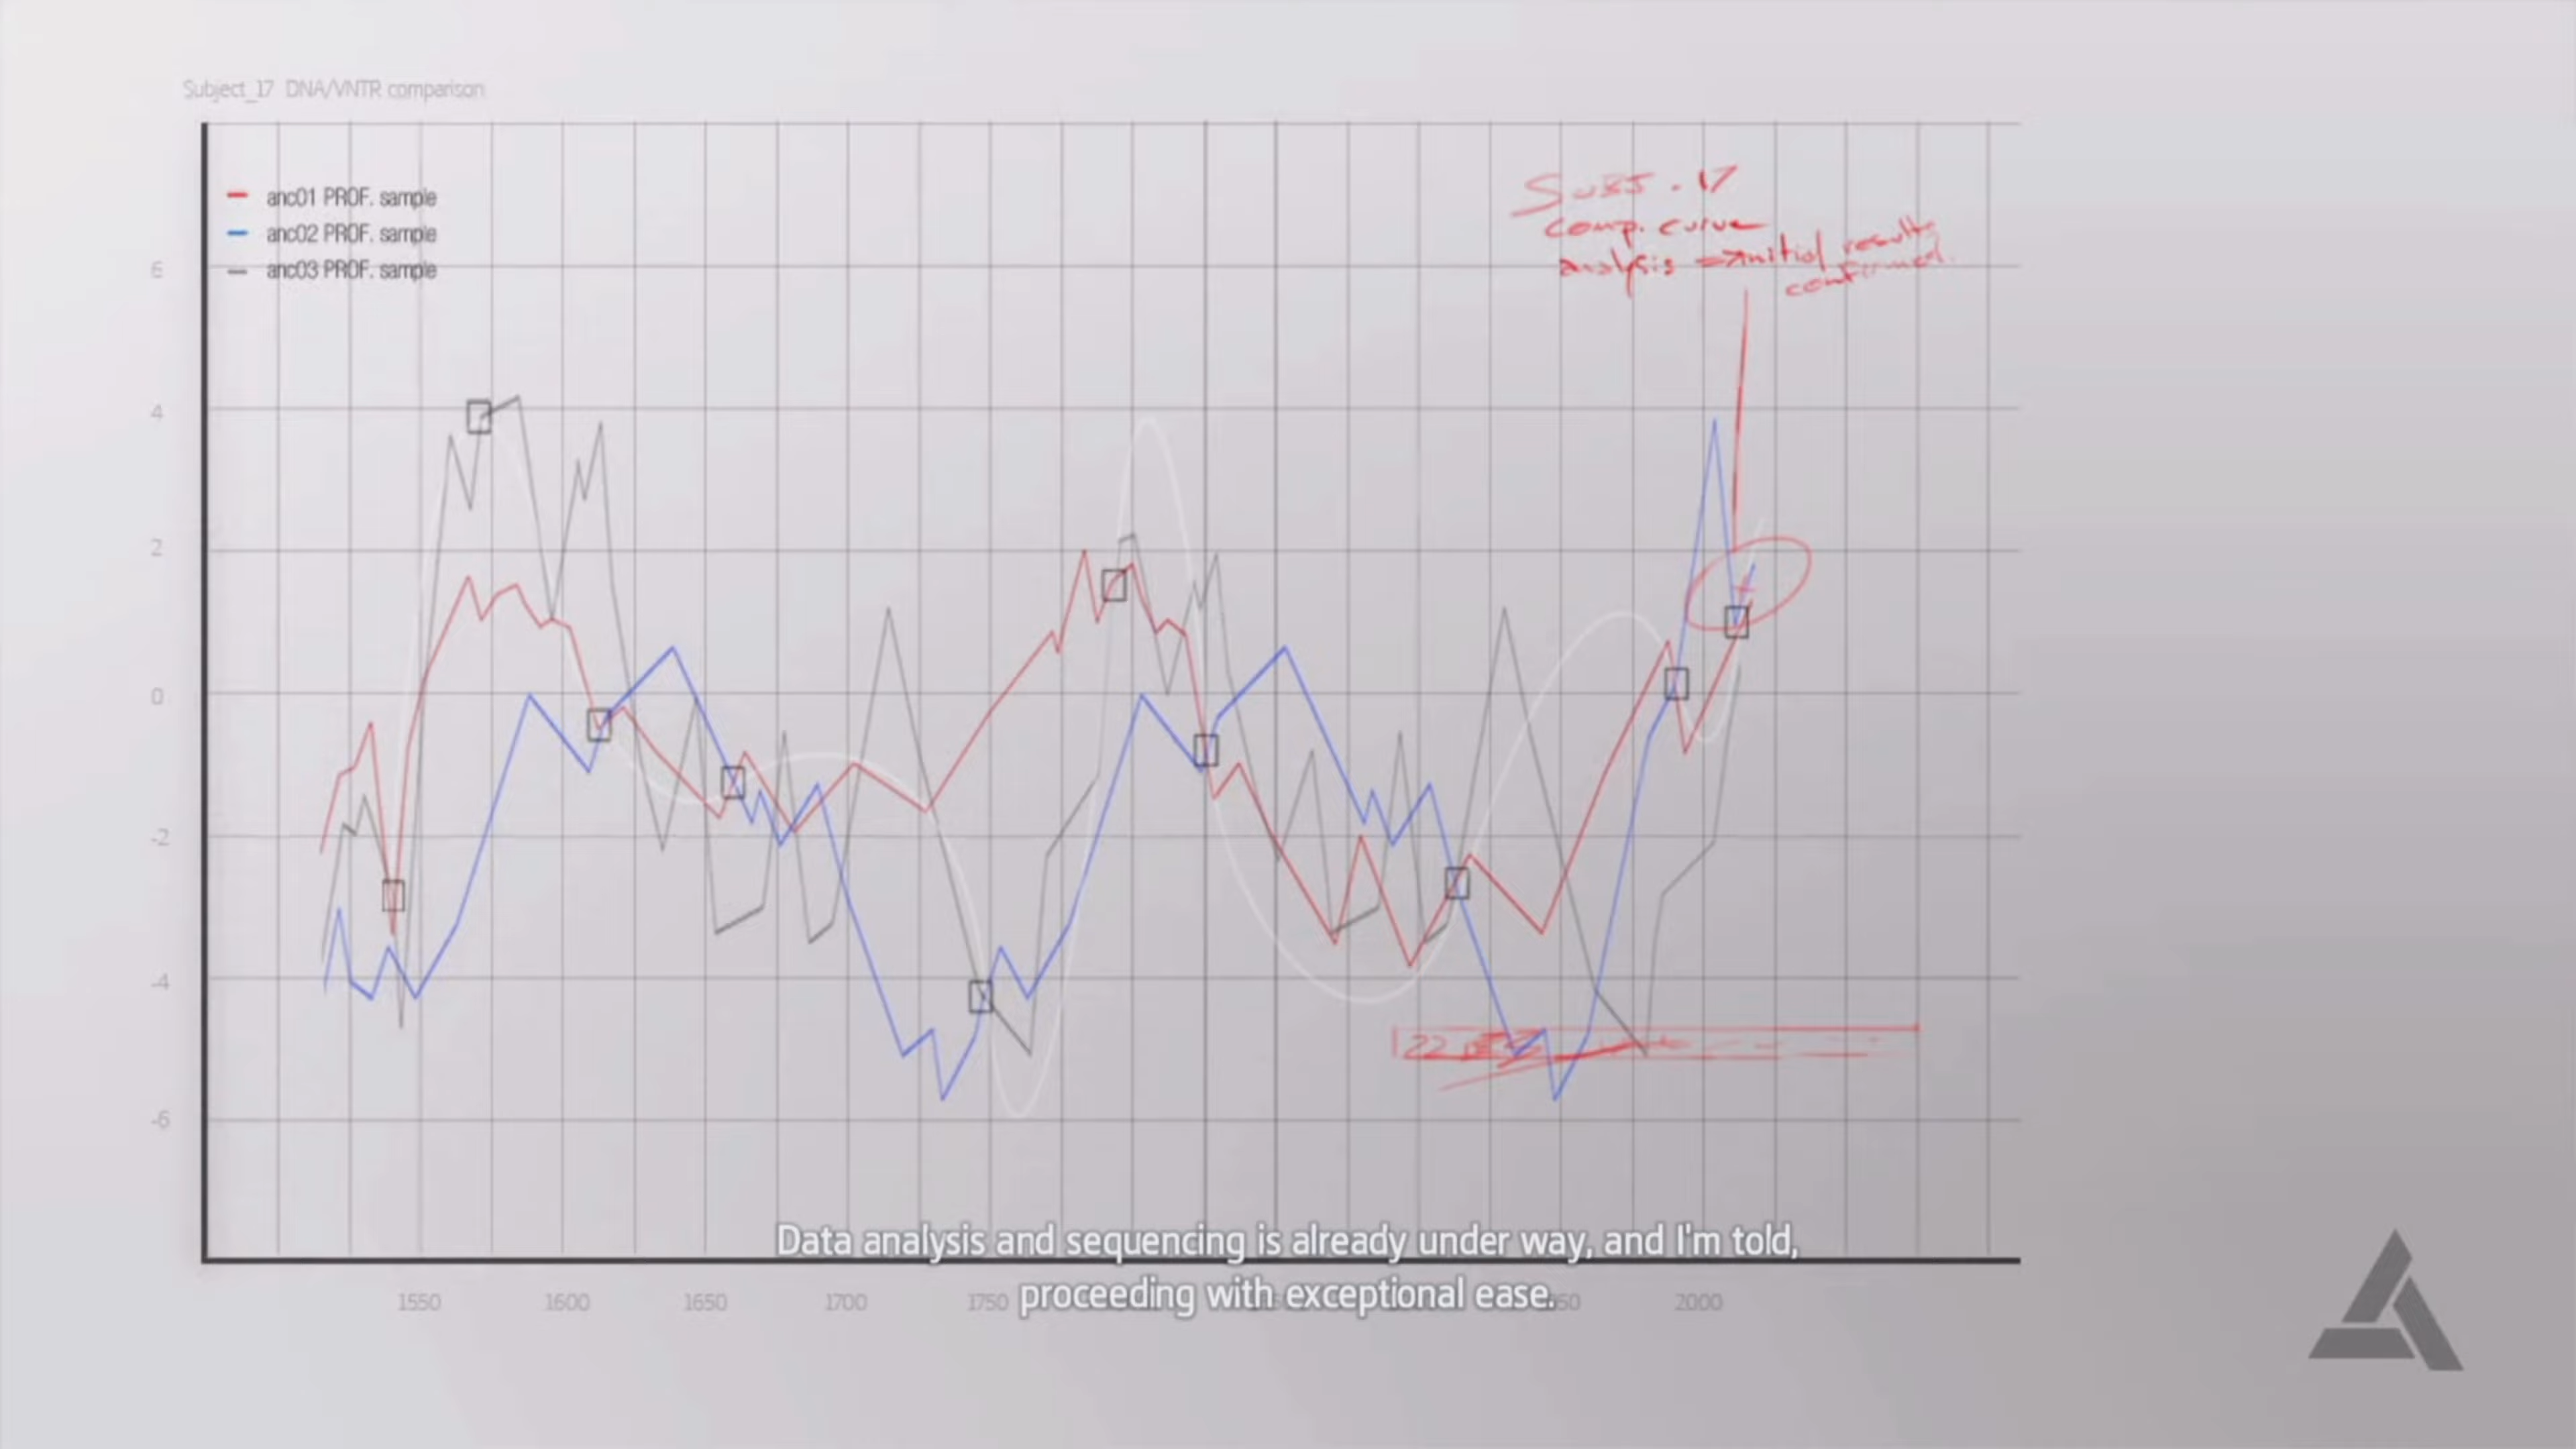 Subject_17 DNA/VNTR comparison
anc01 PROF. sample
anc02 PROF. sample
anc03 PROF. sample
SUBJ. 17
comp. curve
analysis => initial results
confirmed.
6
4
2
0
-2
-4
-6
22
Data analysis and sequencing is already under way, and I'm told,
proceeding with exceptional ease.
1550 1600 1650 1700 1750 2000